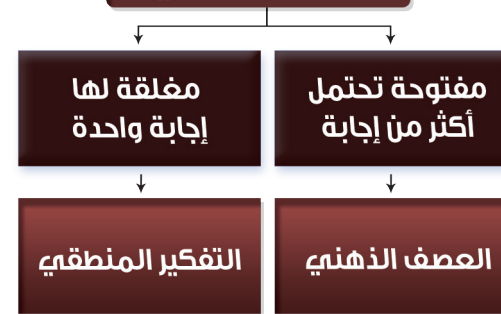 مفتوحة تحتمل
أكثر من إجابة
مغلقة لها
إجابة واحدة
العصف الذهني
التفكير المنطقي